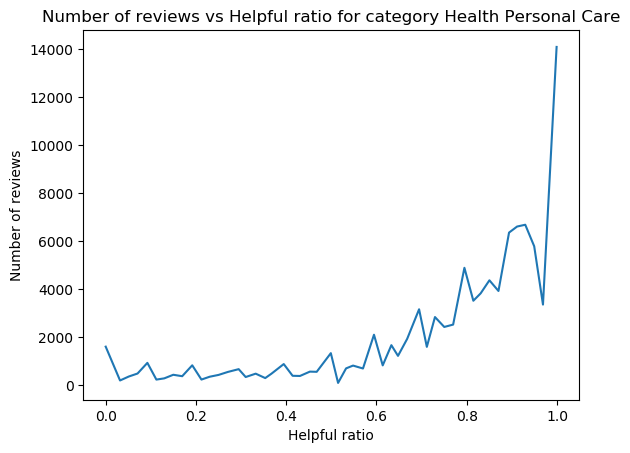 Number of reviews vs Helpful ratio for category Health Personal Care
14000
12000
10000
8000
6000
4000
2000
0
Number of reviews
0.0 0.2 0.4 0.6 0.8 1.0
Helpful ratio